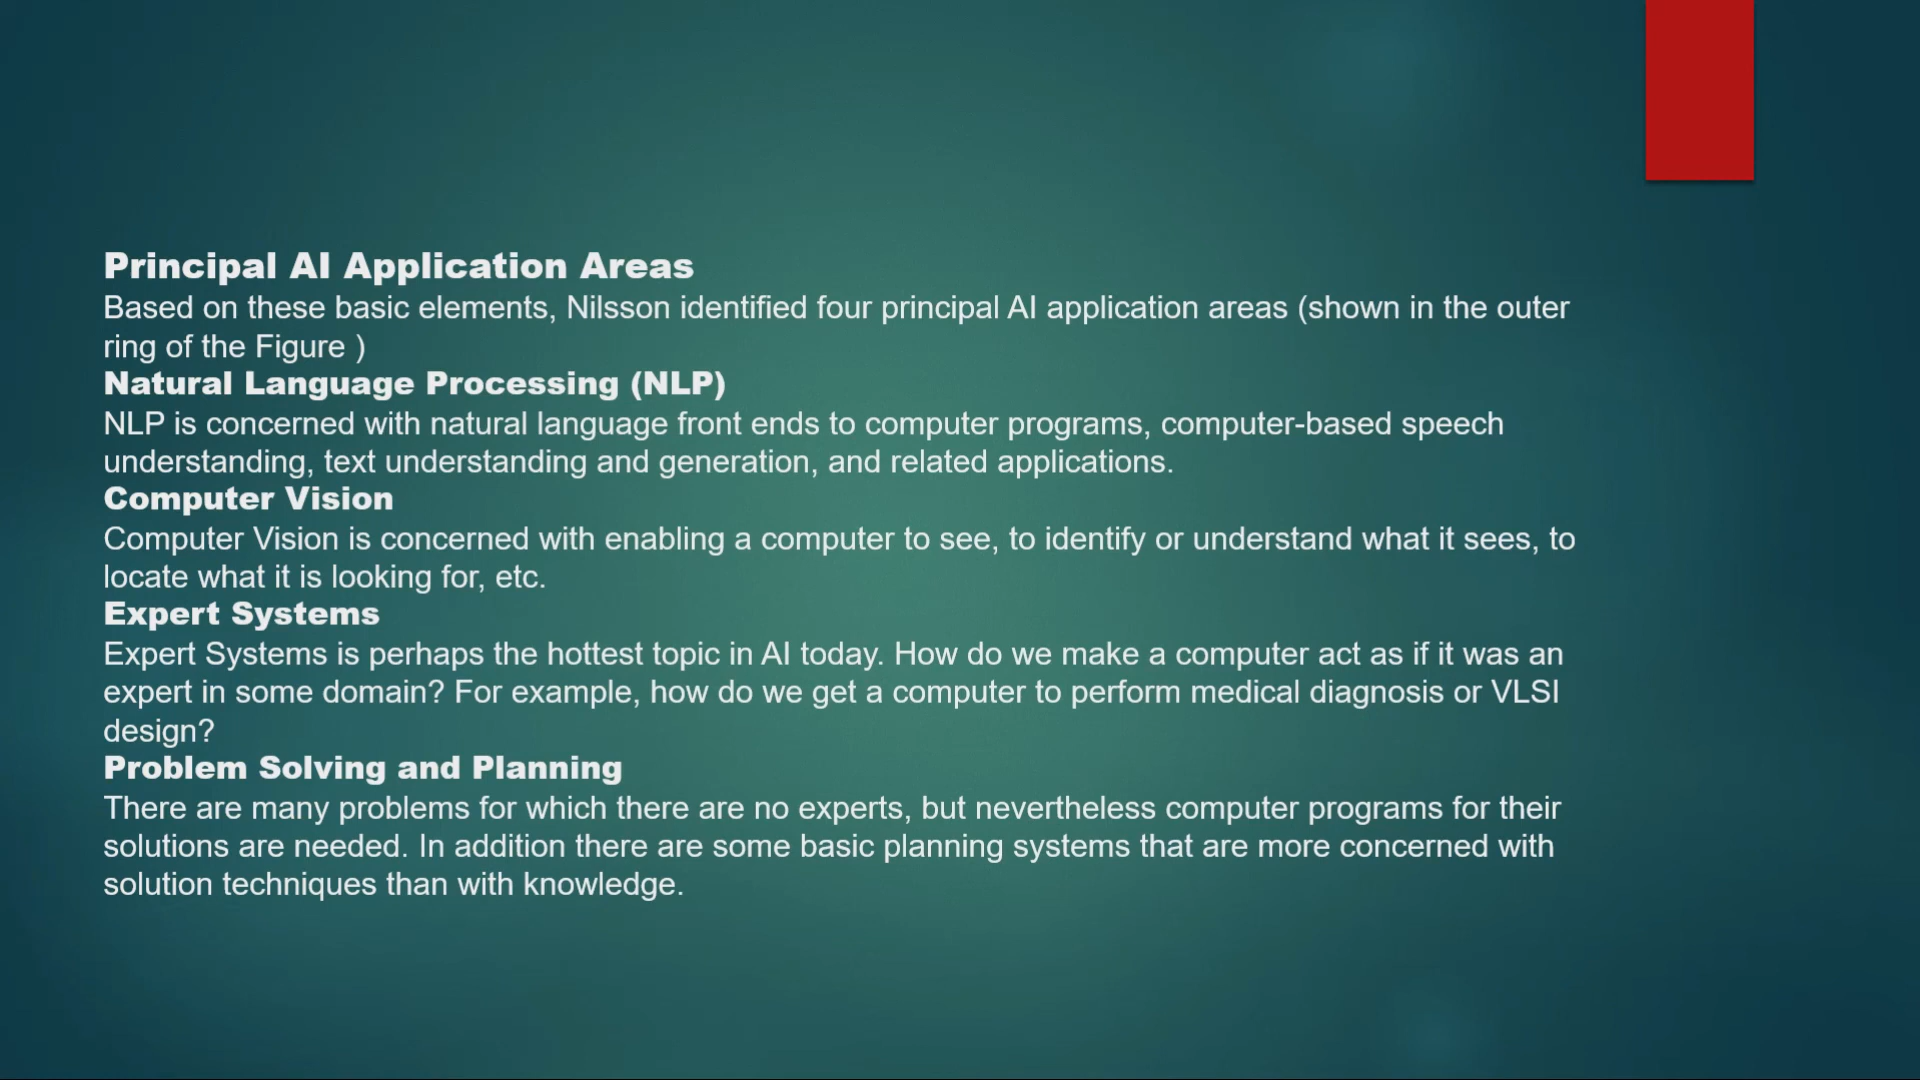 Principal AI Application Areas
Based on these basic elements, Nilsson identified four principal AI application areas (shown in the outer
ring of the Figure )
Natural Language Processing (NLP)
NLP is concerned with natural language front ends to computer programs, computer-based speech
understanding, text understanding and generation, and related applications.
Computer Vision
Computer Vision is concerned with enabling a computer to see, to identify or understand what it sees, to
locate what it is looking for, etc.
Expert Systems
Expert Systems is perhaps the hottest topic in AI today. How do we make a computer act as if it was an
expert in some domain? For example, how do we get a computer to perform medical diagnosis or VLSI
design?
Problem Solving and Planning
There are many problems for which there are no experts, but nevertheless computer programs for their
solutions are needed. In addition there are some basic planning systems that are more concerned with
solution techniques than with knowledge.